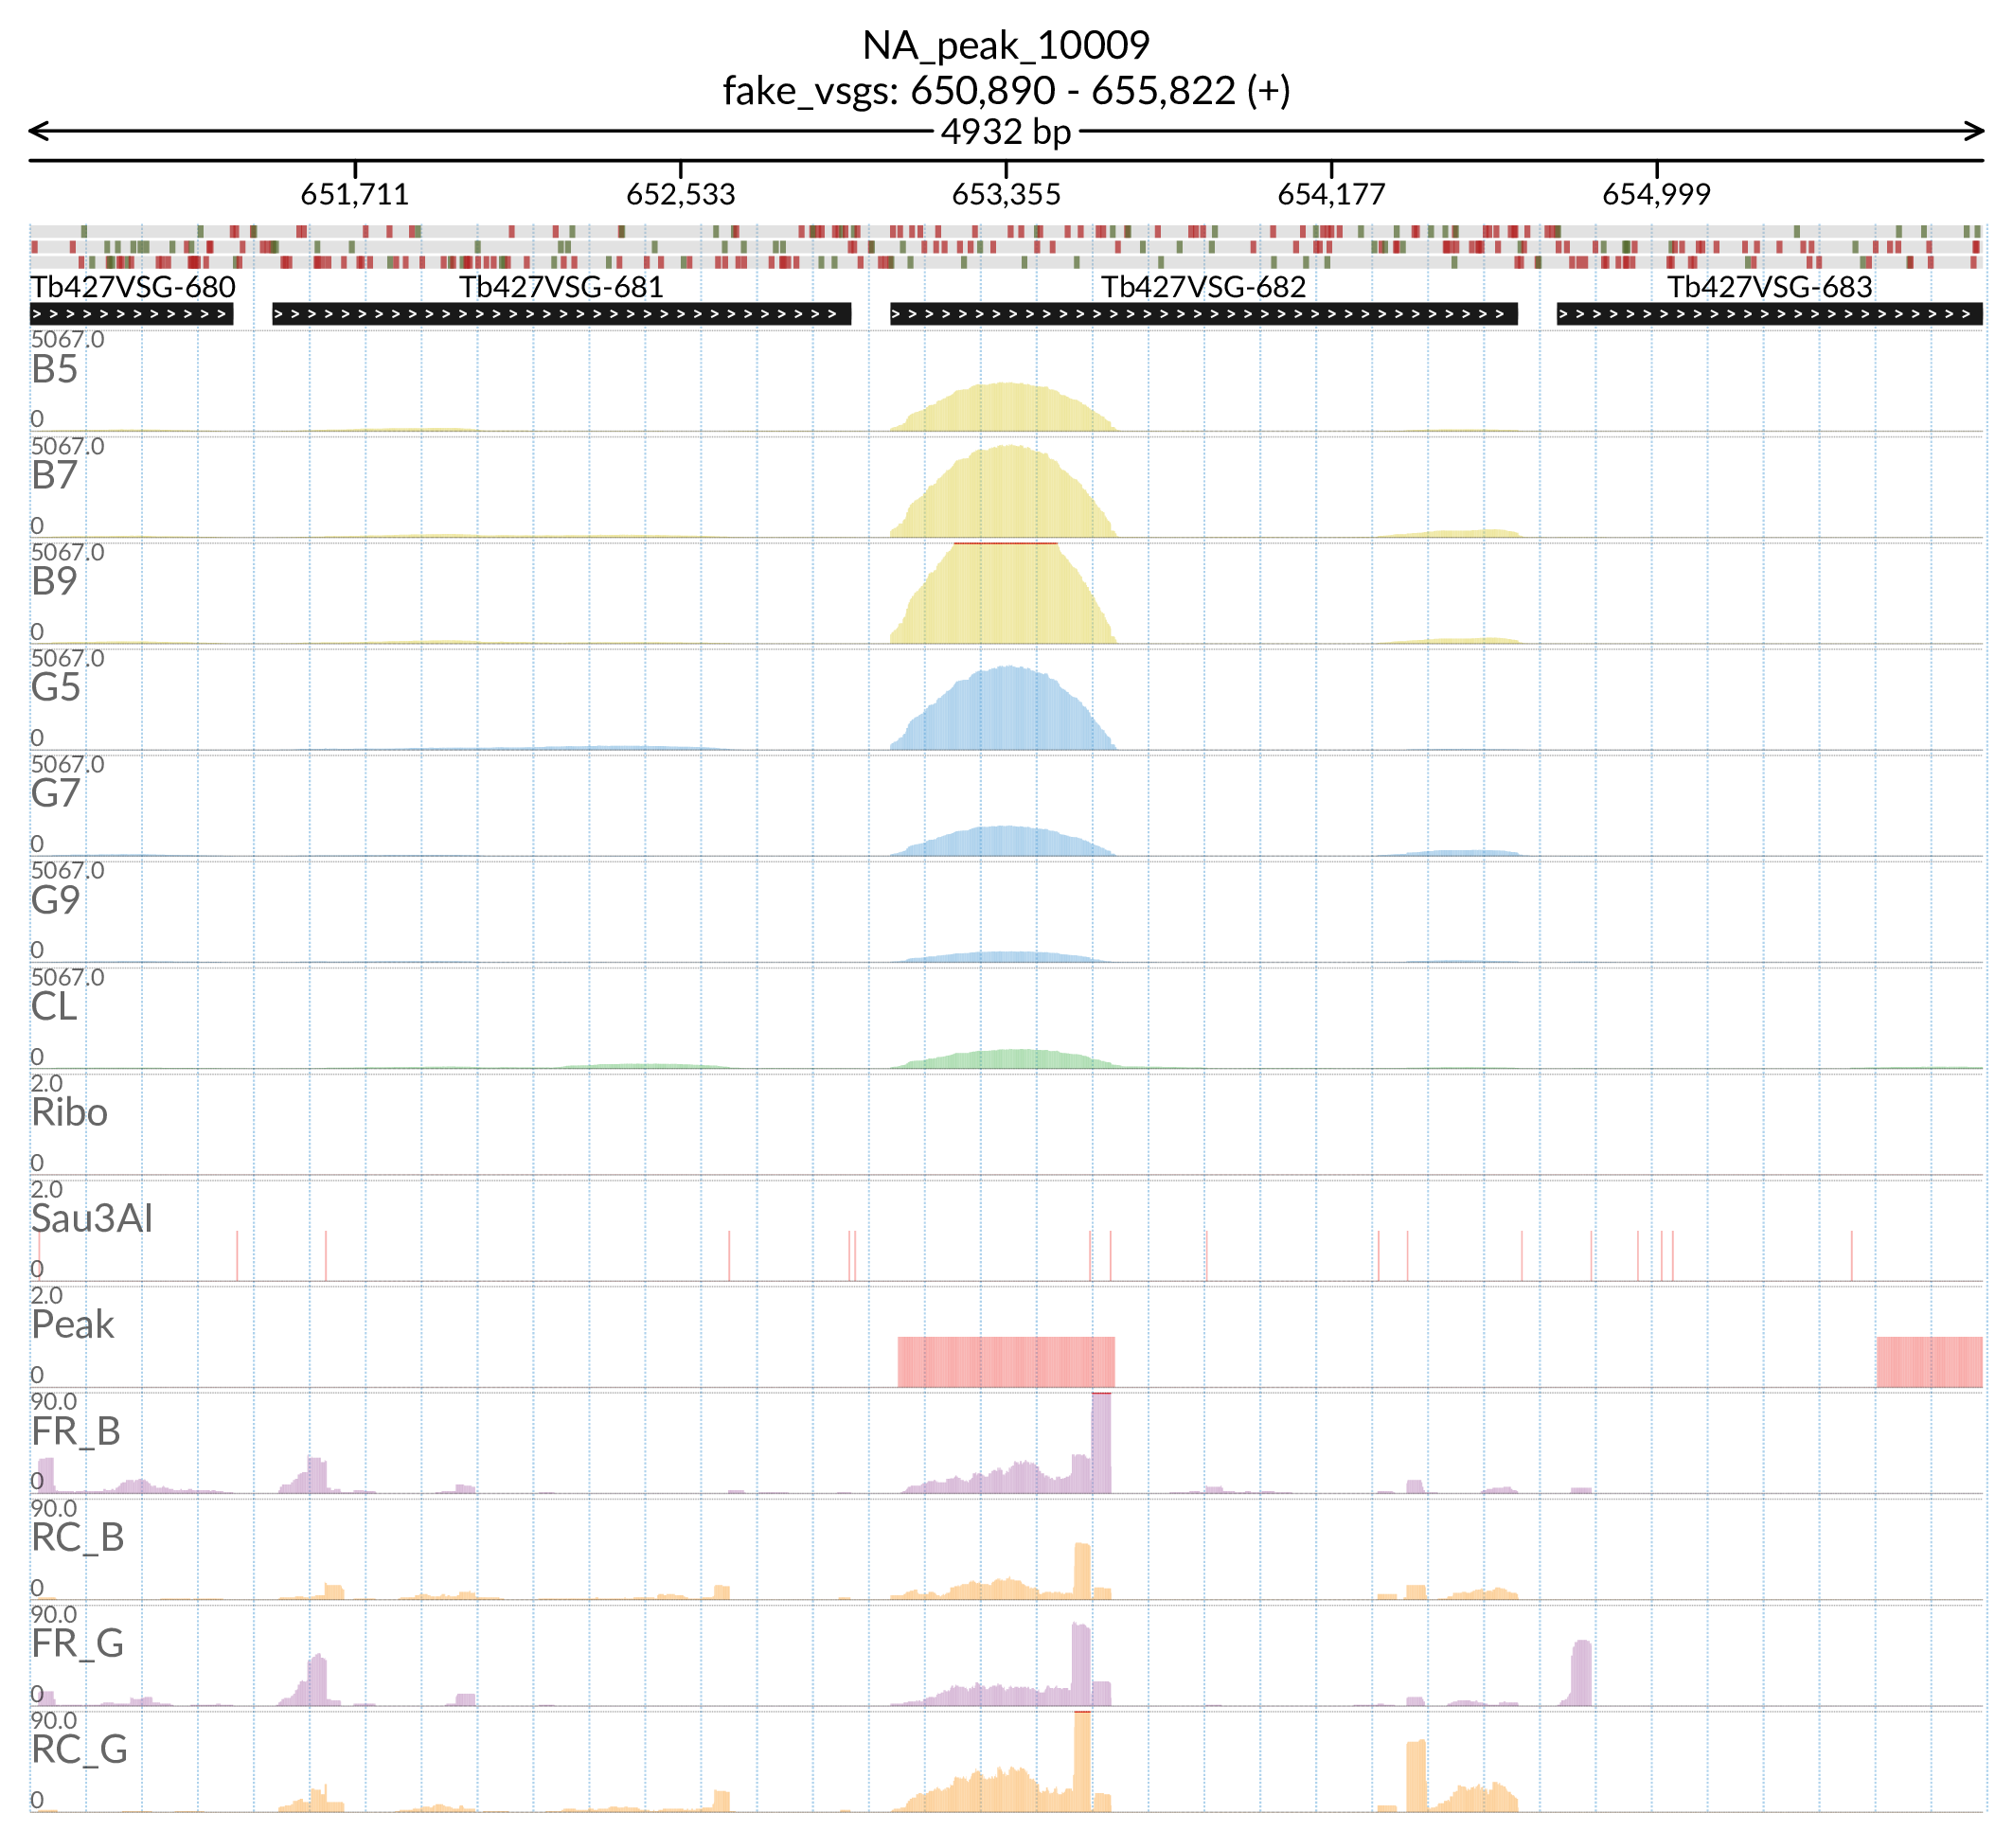 NA_peak_10009
fake_vsgs: 650,890 - 655,822 (+)
4932 bp
651,711 652,533 653,355 654,177 654,999
Tb427VSG-680 Tb427VSG-681 Tb427VSG-682 Tb427VSG-683
5067.0
B5
0
5067.0
B7
0
5067.0
B9
0
5067.0
G5
0
5067.0
G7
0
5067.0
G9
0
5067.0
CL
0
2.0
Ribo
0
2.0
Sau3AI
0
2.0
Peak
0
90.0
FR_B
0
90.0
RC_B
0
90.0
FR_G
0
90.0
RC_G
0